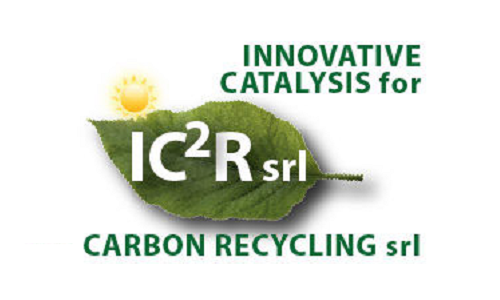 INNOVATIVE
CATALYSIS for
IC²R srl
CARBON RECYCLING srl